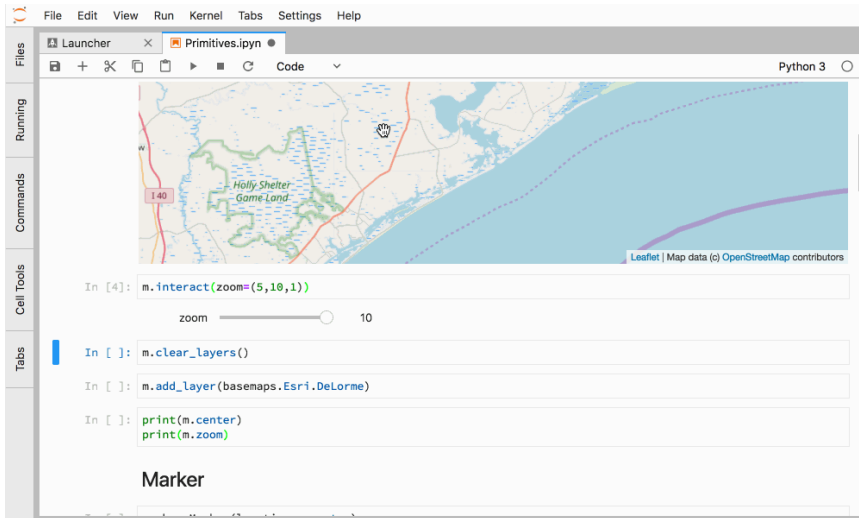 File Edit View Run Kernel Tabs Settings Help
Launcher × Primitives.ipyn
Code Python 3
Files
Running
Commands
Cell Tools
Tabs
I 40
Holly Shelter
Game Land
Leaflet | Map data (c) OpenStreetMap contributors
In [4]: m.interact(zoom=(5,10,1))
zoom 10
In [ ]: m.clear_layers()
In [ ]: m.add_layer(basemaps.Esri.DeLorme)
In [ ]: print(m.center)
print(m.zoom)
Marker